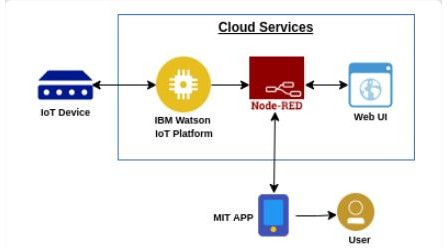 Cloud Services
IoT Device
IBM Watson
IoT Platform
Node-RED
Web UI
MIT APP
User